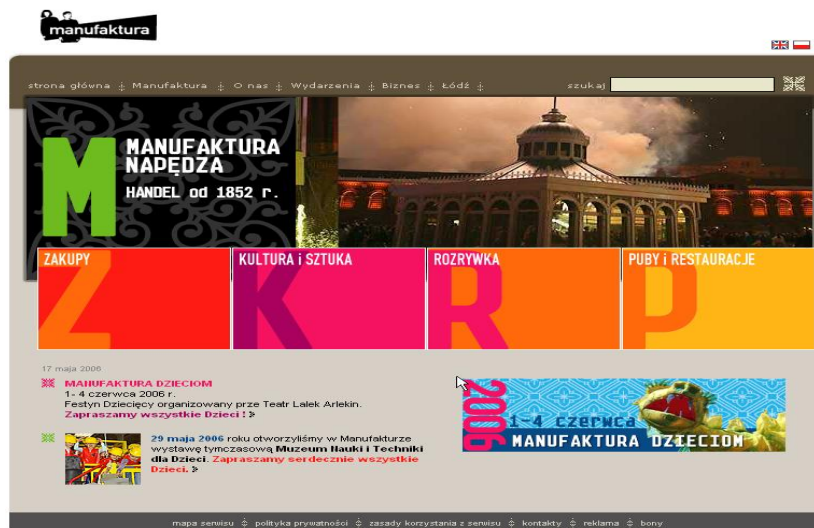 manufaktura
strona główna
Manufaktura
O nas
Wydarzenia
Biznes
Łódź
szukaj
M
MANUFAKTURA
NAPĘDZA
HANDEL od 1852 r.
ZAKUPY
Z
KULTURA i SZTUKA
K
ROZRYWKA
R
PUBY i RESTAURACJE
P
17 maja 2006
MANUFAKTURA DZIECIOM
1- 4 czerwca 2006 r.
Festyn Dziecięcy organizowany prze Teatr Lalek Arlekin.
Zapraszamy wszystkie Dzieci !
29 maja 2006 roku otworzyliśmy w Manufakturze
wystawę tymczasową Muzeum Nauki i Techniki
dla Dzieci. Zapraszamy serdecznie wszystkie
Dzieci.
2006
1-4 czerwca
MANUFAKTURA DZIECIOM
mapa serwisu
polityka prywatności
zasady korzystania z serwisu
kontakty
reklama
bony